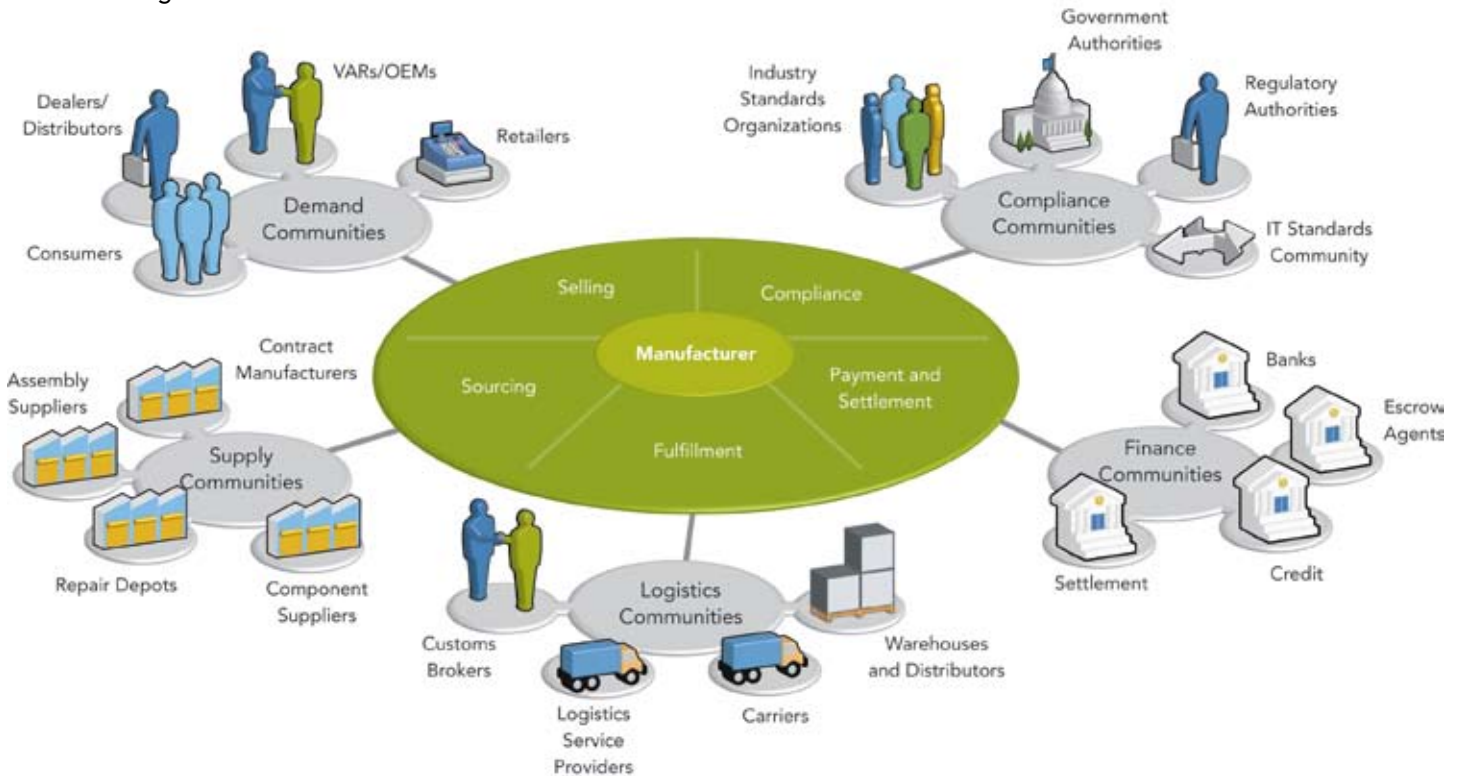 VARs/OEMs
Dealers/
Distributors
Retailers
Demand
Communities
Consumers
Government
Authorities
Industry
Standards
Organizations
Regulatory
Authorities
Compliance
Communities
IT Standards
Community
Selling
Compliance
Manufacturer
Sourcing
Payment and
Settlement
Fulfillment
Contract
Manufacturers
Assembly
Suppliers
Supply
Communities
Repair Depots
Component
Suppliers
Banks
Escrow
Agents
Finance
Communities
Settlement
Credit
Logistics
Communities
Customs
Brokers
Warehouses
and Distributors
Logistics
Service
Providers
Carriers